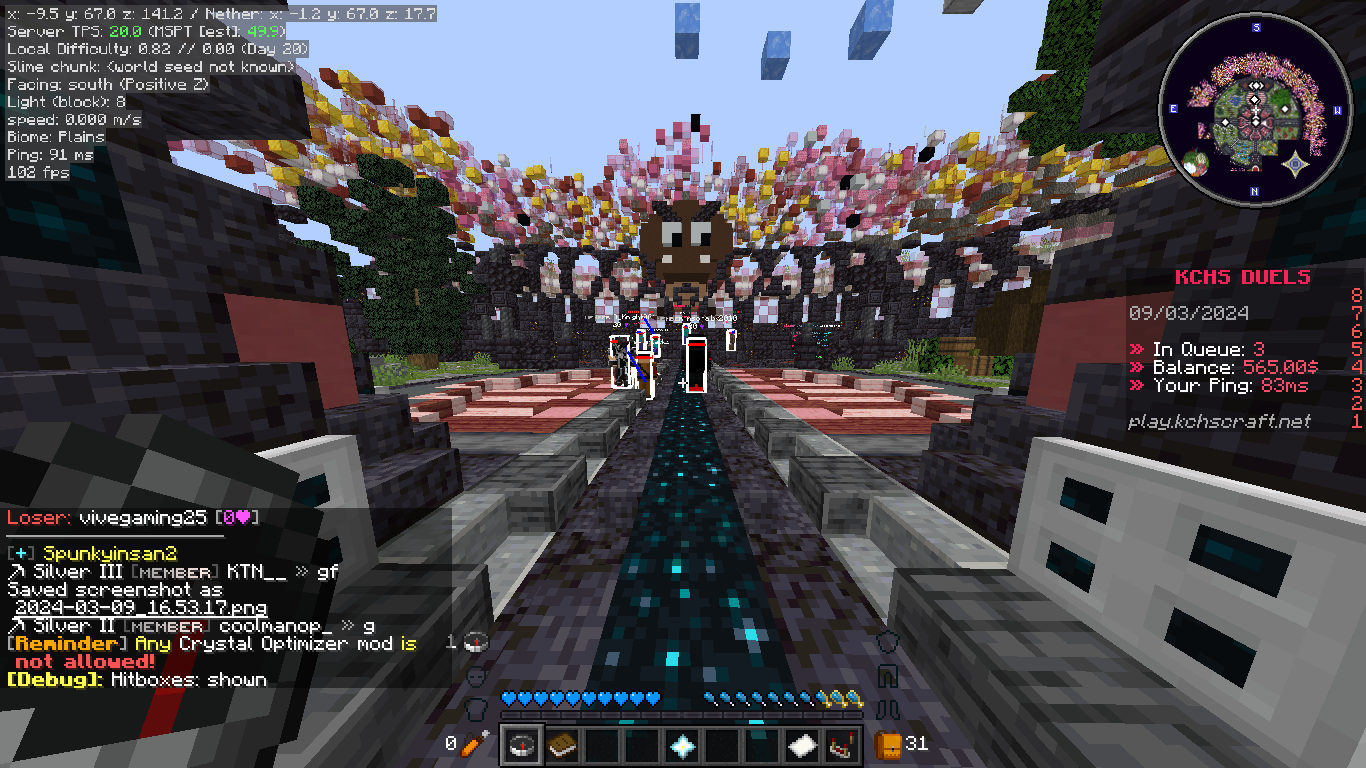 x: -9.5 y: 67.0 z: 141.2 / Nether: x: -1.2 y: 67.0 z: 17.7
Server TPS: 20.0 (MSPT [est]: 49.9)
Local Difficulty: 0.82 // 0.00 (Day 20)
Slime chunk: <world seed not known>
Facing: south (Positive Z)
Light (block): 8
speed: 0.000 m/s
Biome: Plains
Ping: 91 ms
102 fps
S
E
W
N
KCHS DUELS
8
09/03/2024
7
6
» In Queue: 3
5
» Balance: 565.00$
4
» Your Ping: 83ms
3
2
play.kchscraft.net
1
Loser: vivegaming25 [0♥]
[+] Spunkyinsan2
Silver III [MEMBER] KTN__ » gf
Saved screenshot as
2024-03-09_16.53.17.png
Silver II [MEMBER] coolmanop_ » g
[Reminder] Any Crystal Optimizer mod is
not allowed!
[Debug]: Hitboxes: shown
1
0
31